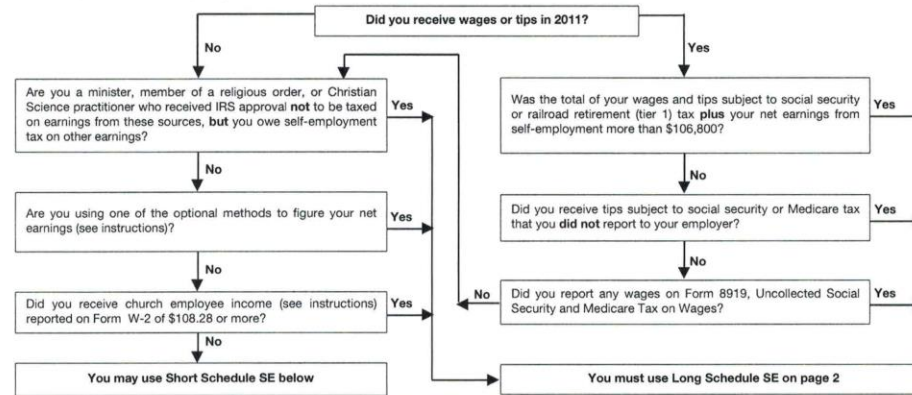 Did you receive wages or tips in 2011?
No
Yes
Are you a minister, member of a religious order, or Christian
Science practitioner who received IRS approval not to be taxed
on earnings from these sources, but you owe self-employment
tax on other earnings?
Yes
Was the total of your wages and tips subject to social security
or railroad retirement (tier 1) tax plus your net earnings from
self-employment more than $106,800?
Yes
No
No
Are you using one of the optional methods to figure your net
earnings (see instructions)?
Yes
Did you receive tips subject to social security or Medicare tax
that you did not report to your employer?
Yes
No
No
Did you receive church employee income (see instructions)
reported on Form W-2 of $108.28 or more?
Yes
No
Did you report any wages on Form 8919, Uncollected Social
Security and Medicare Tax on Wages?
Yes
No
You may use Short Schedule SE below
You must use Long Schedule SE on page 2